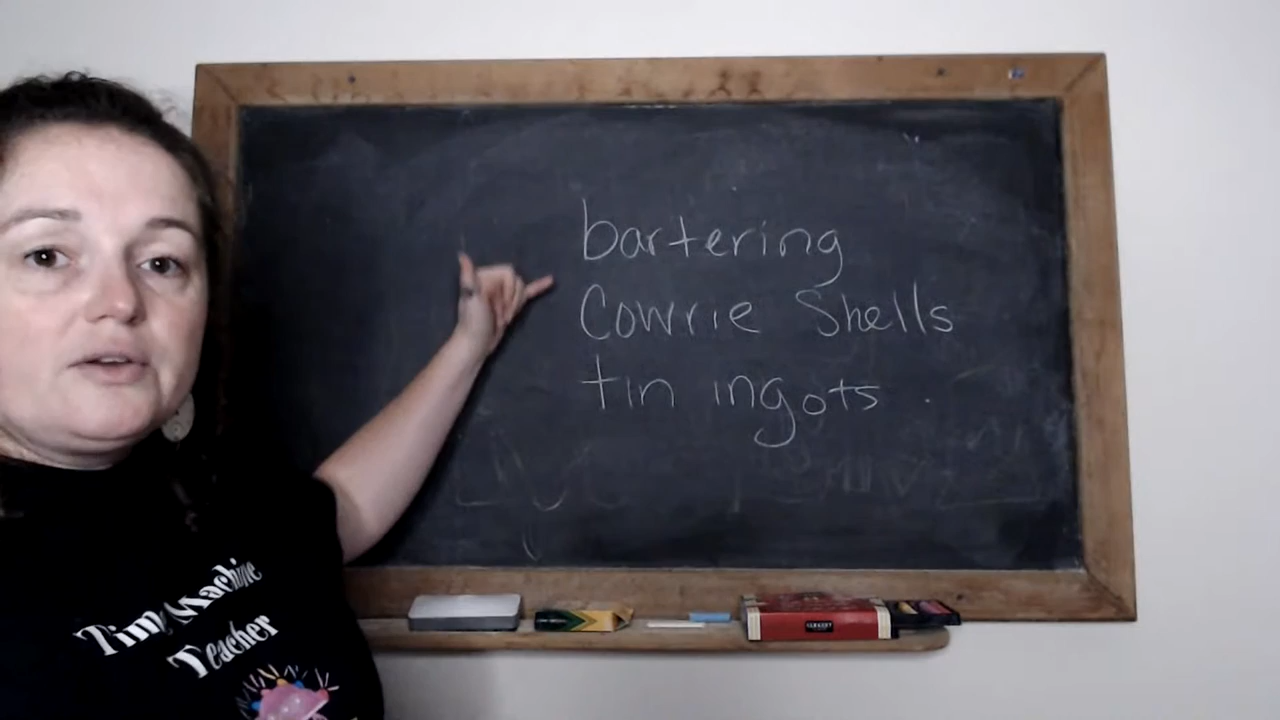 bartering
Cowrie Shells
tin ingots
Time Machine
Teacher